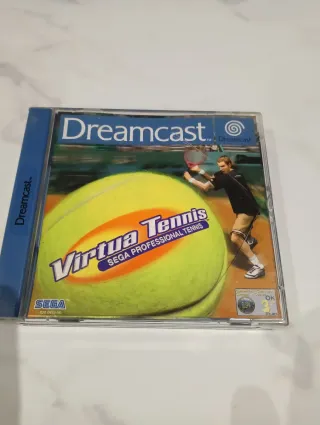 Dreamcast
Dreamcast
Virtua Tennis
SEGA PROFESSIONAL TENNIS
SEGA